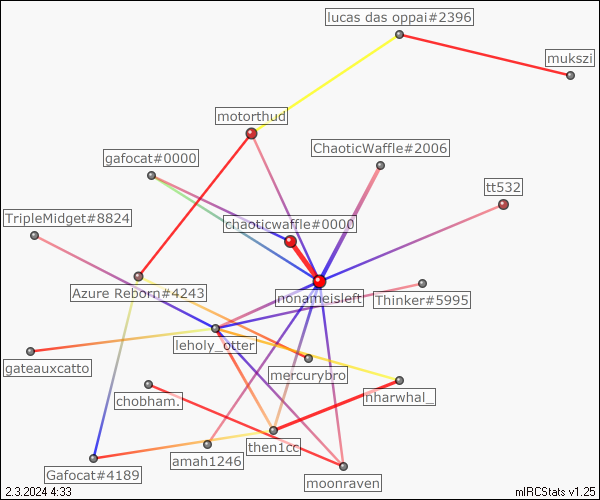 lucas das oppai#2396
mukszi
motorthud
ChaoticWaffle#2006
gafocat#0000
tt532
TripleMidget#8824
chaoticwaffle#0000
Azure Reborn#4243
nonameisleft
Thinker#5995
leholy_otter
gateauxcatto
mercurybro
chobham.
nharwhal_
then1cc
amah1246
Gafocat#4189
moonraven
2.3.2024 4:33
mIRCStats v1.25